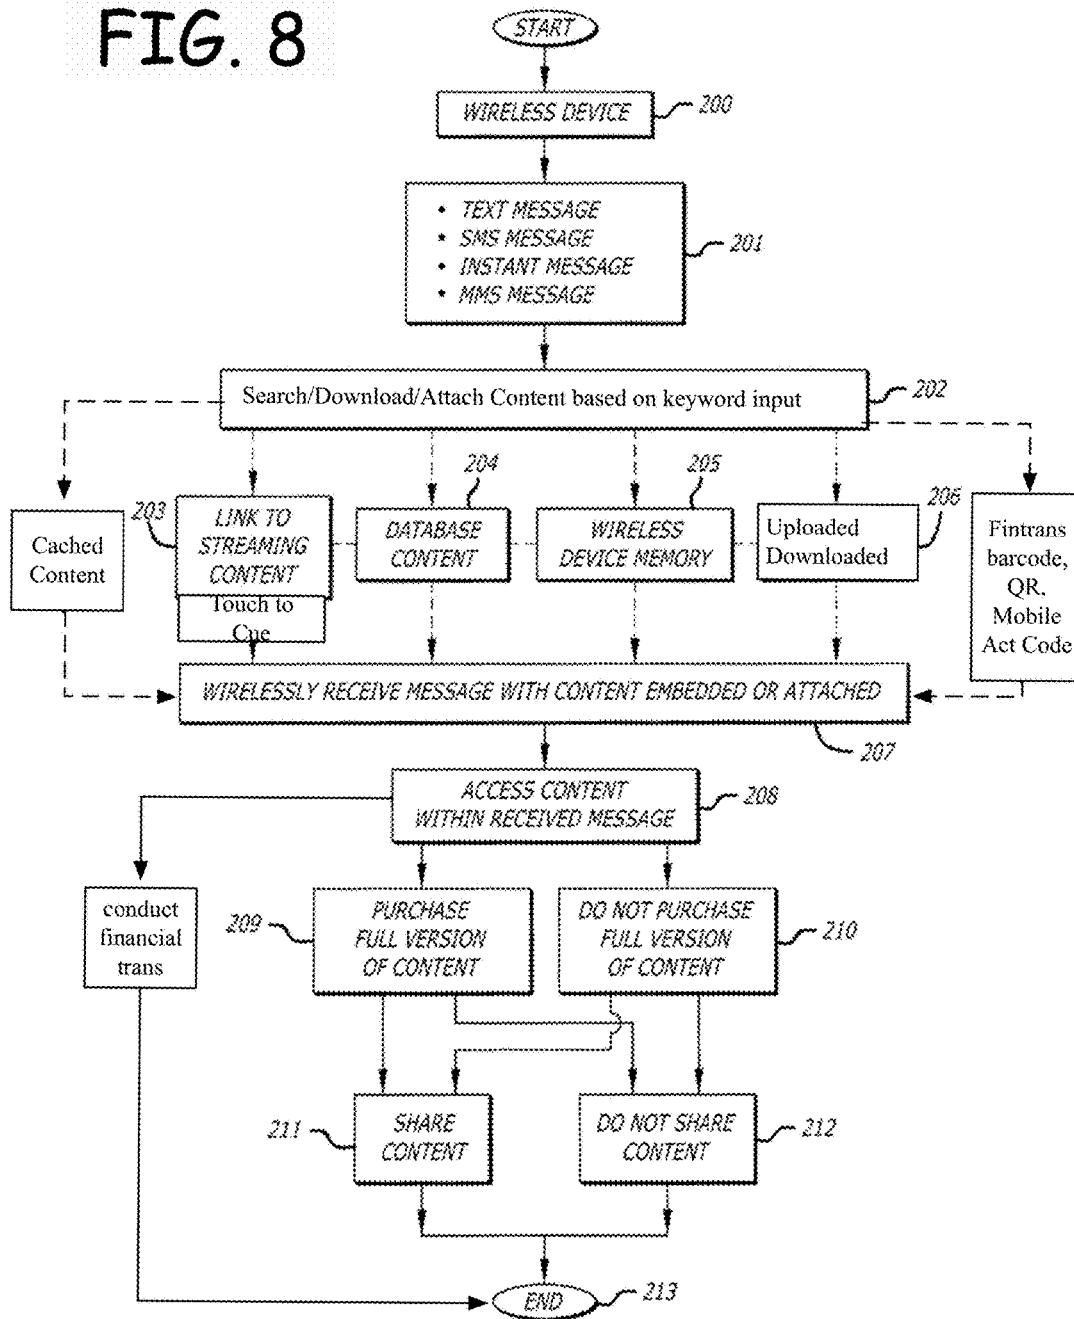 FIG. 8
START
WIRELESS DEVICE
200
• TEXT MESSAGE
• SMS MESSAGE
• INSTANT MESSAGE
• MMS MESSAGE
201
Search/Download/Attach Content based on keyword input
202
Cached
Content
203
LINK TO
STREAMING
CONTENT
Touch to
Cue
204
DATABASE
CONTENT
205
WIRELESS
DEVICE MEMORY
206
Uploaded
Downloaded
Fintrans
barcode,
QR,
Mobile
Act Code
WIRELESSLY RECEIVE MESSAGE WITH CONTENT EMBEDDED OR ATTACHED
207
ACCESS CONTENT
WITHIN RECEIVED MESSAGE
208
conduct
financial
trans
209
PURCHASE
FULL VERSION
OF CONTENT
DO NOT PURCHASE
FULL VERSION
OF CONTENT
210
211
SHARE
CONTENT
DO NOT SHARE
CONTENT
212
END
213